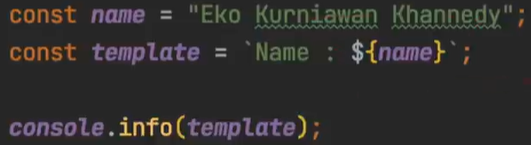 const name = "Eko Kurniawan Khannedy";
const template = `Name : ${name}`;
console.info(template);